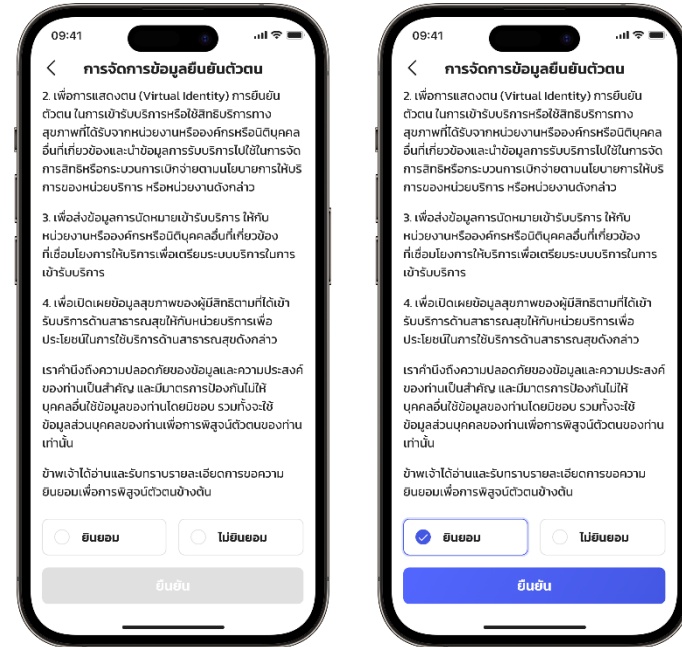 09:41
การจัดการข้อมูลยืนยันตัวตน
2. เพื่อการแสดงตน (Virtual Identity) การยืนยัน
ตัวตน ในการเข้ารับบริการหรือใช้สิทธิบริการทาง
สุขภาพที่ได้รับจากหน่วยงานหรือองค์กรหรือนิติบุคคล
อื่นที่เกี่ยวข้องและนำข้อมูลการรับบริการไปใช้ในการจัด
การสิทธิหรือกระบวนการเบิกจ่ายตามนโยบายการให้บริ
การของหน่วยบริการ หรือหน่วยงานดังกล่าว
3. เพื่อส่งข้อมูลการนัดหมายเข้ารับบริการ ให้กับ
หน่วยงานหรือองค์กรหรือนิติบุคคลอื่นที่เกี่ยวข้อง
ที่เชื่อมโยงการให้บริการเพื่อเตรียมระบบบริการในการ
เข้ารับบริการ
4. เพื่อเปิดเผยข้อมูลสุขภาพของผู้มีสิทธิตามที่ได้เข้า
รับบริการด้านสาธารณสุขให้กับหน่วยบริการเพื่อ
ประโยชน์ในการใช้บริการด้านสาธารณสุขดังกล่าว
เราคำนึงถึงความปลอดภัยของข้อมูลและความประสงค์
ของท่านเป็นสำคัญ และมีมาตรการป้องกันไม่ให้
บุคคลอื่นใช้ข้อมูลของท่านโดยมิชอบ รวมทั้งจะใช้
ข้อมูลส่วนบุคคลของท่านเพื่อการพิสูจน์ตัวตนของท่าน
เท่านั้น
ข้าพเจ้าได้อ่านและรับทราบรายละเอียดการขอความ
ยินยอมเพื่อการพิสูจน์ตัวตนข้างต้น
ยินยอม
ไม่ยินยอม
ยืนยัน
09:41
การจัดการข้อมูลยืนยันตัวตน
2. เพื่อการแสดงตน (Virtual Identity) การยืนยัน
ตัวตน ในการเข้ารับบริการหรือใช้สิทธิบริการทาง
สุขภาพที่ได้รับจากหน่วยงานหรือองค์กรหรือนิติบุคคล
อื่นที่เกี่ยวข้องและนำข้อมูลการรับบริการไปใช้ในการจัด
การสิทธิหรือกระบวนการเบิกจ่ายตามนโยบายการให้บริ
การของหน่วยบริการ หรือหน่วยงานดังกล่าว
3. เพื่อส่งข้อมูลการนัดหมายเข้ารับบริการ ให้กับ
หน่วยงานหรือองค์กรหรือนิติบุคคลอื่นที่เกี่ยวข้อง
ที่เชื่อมโยงการให้บริการเพื่อเตรียมระบบบริการในการ
เข้ารับบริการ
4. เพื่อเปิดเผยข้อมูลสุขภาพของผู้มีสิทธิตามที่ได้เข้า
รับบริการด้านสาธารณสุขให้กับหน่วยบริการเพื่อ
ประโยชน์ในการใช้บริการด้านสาธารณสุขดังกล่าว
เราคำนึงถึงความปลอดภัยของข้อมูลและความประสงค์
ของท่านเป็นสำคัญ และมีมาตรการป้องกันไม่ให้
บุคคลอื่นใช้ข้อมูลของท่านโดยมิชอบ รวมทั้งจะใช้
ข้อมูลส่วนบุคคลของท่านเพื่อการพิสูจน์ตัวตนของท่าน
เท่านั้น
ข้าพเจ้าได้อ่านและรับทราบรายละเอียดการขอความ
ยินยอมเพื่อการพิสูจน์ตัวตนข้างต้น
ยินยอม
ไม่ยินยอม
ยืนยัน